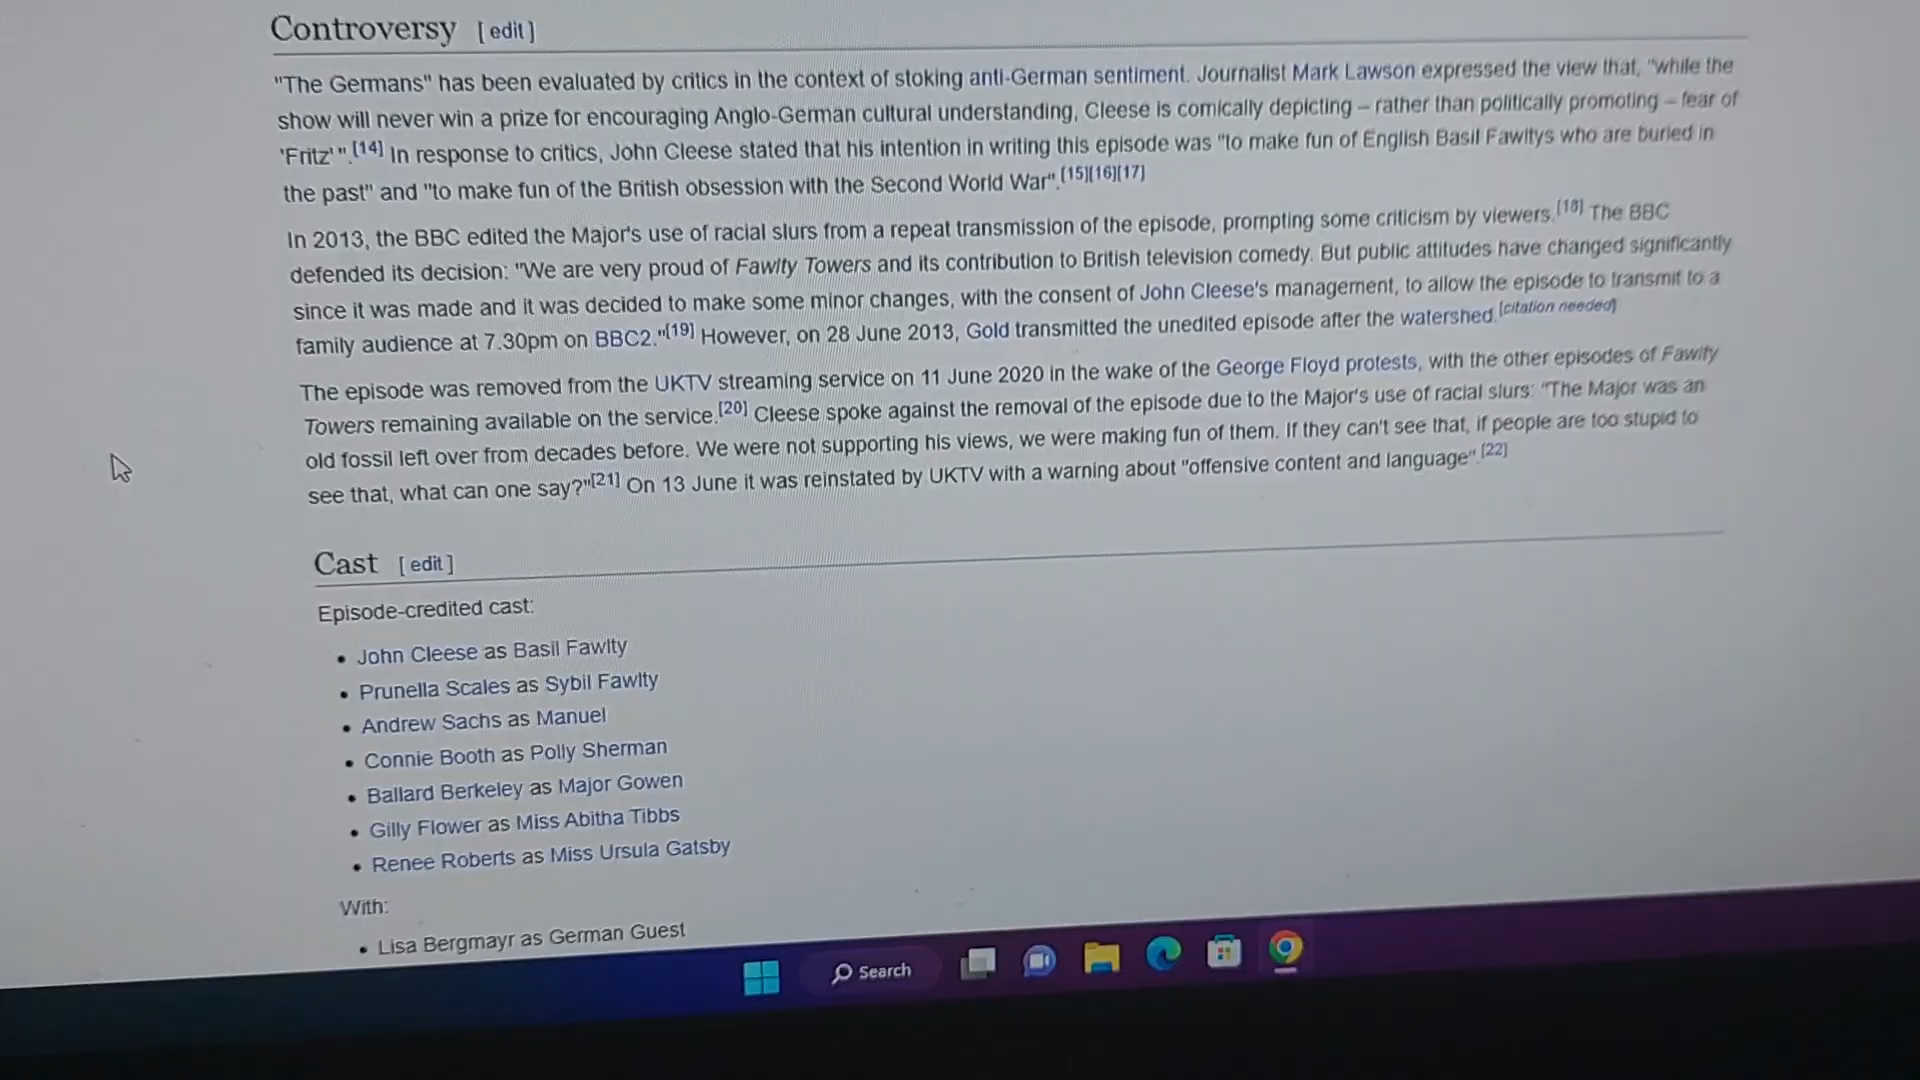 Controversy [ edit ]
"The Germans" has been evaluated by critics in the context of stoking anti-German sentiment. Journalist Mark Lawson expressed the view that, "while the
show will never win a prize for encouraging Anglo-German cultural understanding, Cleese is comically depicting – rather than politically promoting – fear of
'Fritz' ".[14] In response to critics, John Cleese stated that his intention in writing this episode was "to make fun of English Basil Fawltys who are buried in
the past" and "to make fun of the British obsession with the Second World War".[15][16][17]
In 2013, the BBC edited the Major's use of racial slurs from a repeat transmission of the episode, prompting some criticism by viewers.[18] The BBC
defended its decision: "We are very proud of Fawlty Towers and its contribution to British television comedy. But public attitudes have changed significantly
since it was made and it was decided to make some minor changes, with the consent of John Cleese's management, to allow the episode to transmit to a
family audience at 7.30pm on BBC2."[19] However, on 28 June 2013, Gold transmitted the unedited episode after the watershed.[citation needed]
The episode was removed from the UKTV streaming service on 11 June 2020 in the wake of the George Floyd protests, with the other episodes of Fawlty
Towers remaining available on the service.[20] Cleese spoke against the removal of the episode due to the Major's use of racial slurs: "The Major was an
old fossil left over from decades before. We were not supporting his views, we were making fun of them. If they can't see that, if people are too stupid to
see that, what can one say?"[21] On 13 June it was reinstated by UKTV with a warning about "offensive content and language".[22]
Cast [ edit ]
Episode-credited cast:
• John Cleese as Basil Fawlty
• Prunella Scales as Sybil Fawlty
• Andrew Sachs as Manuel
• Connie Booth as Polly Sherman
• Ballard Berkeley as Major Gowen
• Gilly Flower as Miss Abitha Tibbs
• Renee Roberts as Miss Ursula Gatsby
With:
• Lisa Bergmayr as German Guest
Search